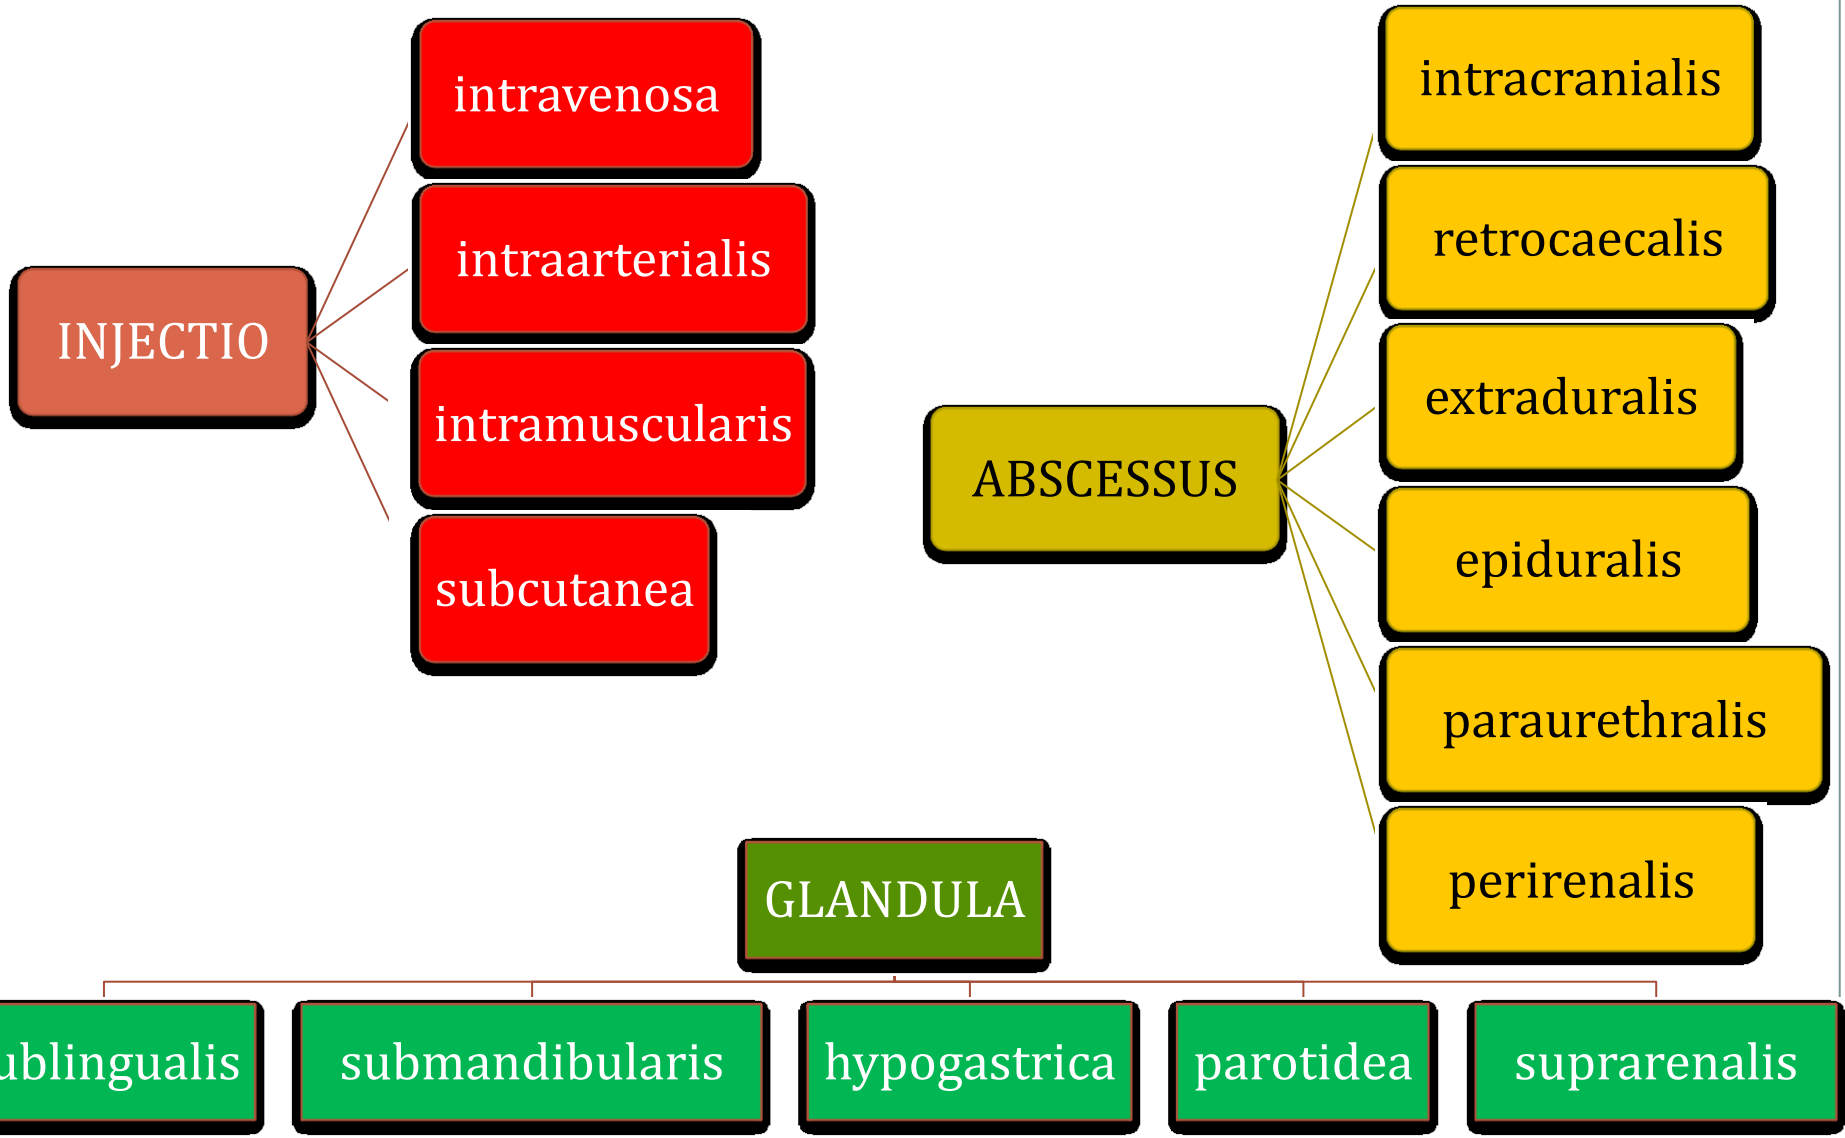 INJECTIO
intravenosa
intraarterialis
intramuscularis
subcutanea
ABSCESSUS
intracranialis
retrocaecalis
extraduralis
epiduralis
paraurethralis
perirenalis
GLANDULA
ublingualis
submandibularis
hypogastrica
parotidea
suprarenalis